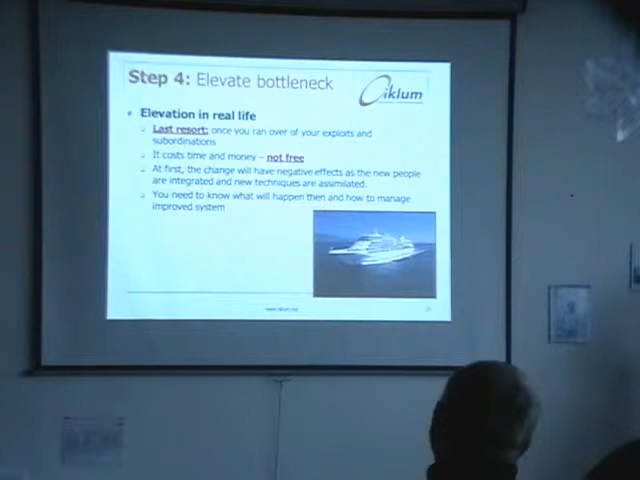 Step 4: Elevate bottleneck
Ciklum
Elevation in real life
Last resort: once you ran over of your exploits and
subordinations
It costs time and money – not free
At first, the change will have negative effects as the new people
are integrated and new techniques are assimilated.
You need to know what will happen then and how to manage
improved system
www.ciklum.net